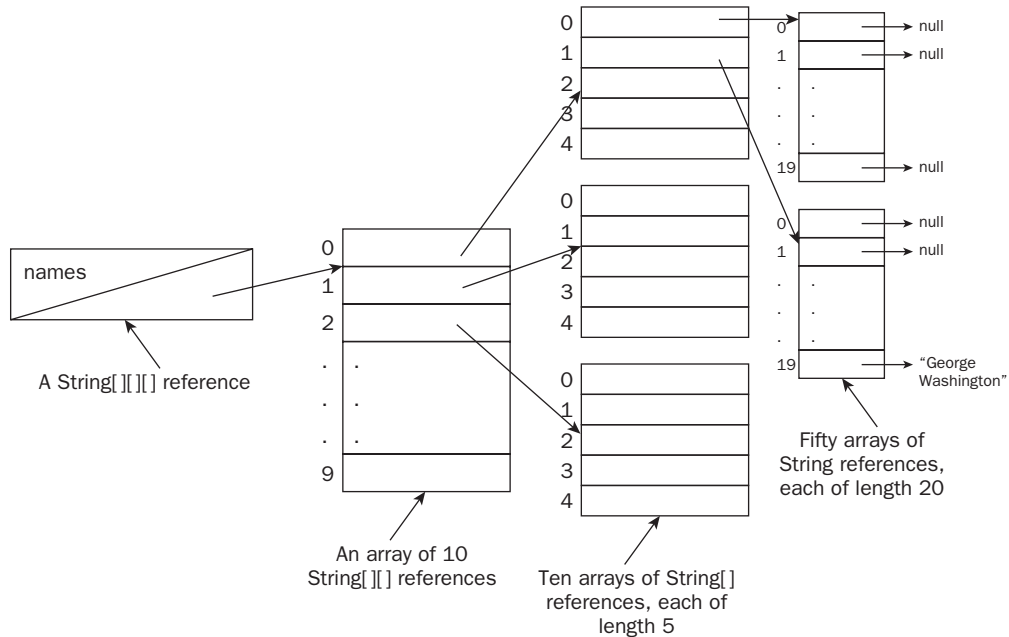 names
A String[ ][ ][ ] reference
0
1
2
.
.
.
9
.
.
.
An array of 10
String[ ][ ] references
0
1
2
3
4
0
1
2
3
4
0
1
2
3
4
Ten arrays of String[ ]
references, each of
length 5
0
null
1
null
. .
. .
. .
19
null
0
null
1
null
. .
. .
. .
19
“George
Washington”
Fifty arrays of
String references,
each of length 20